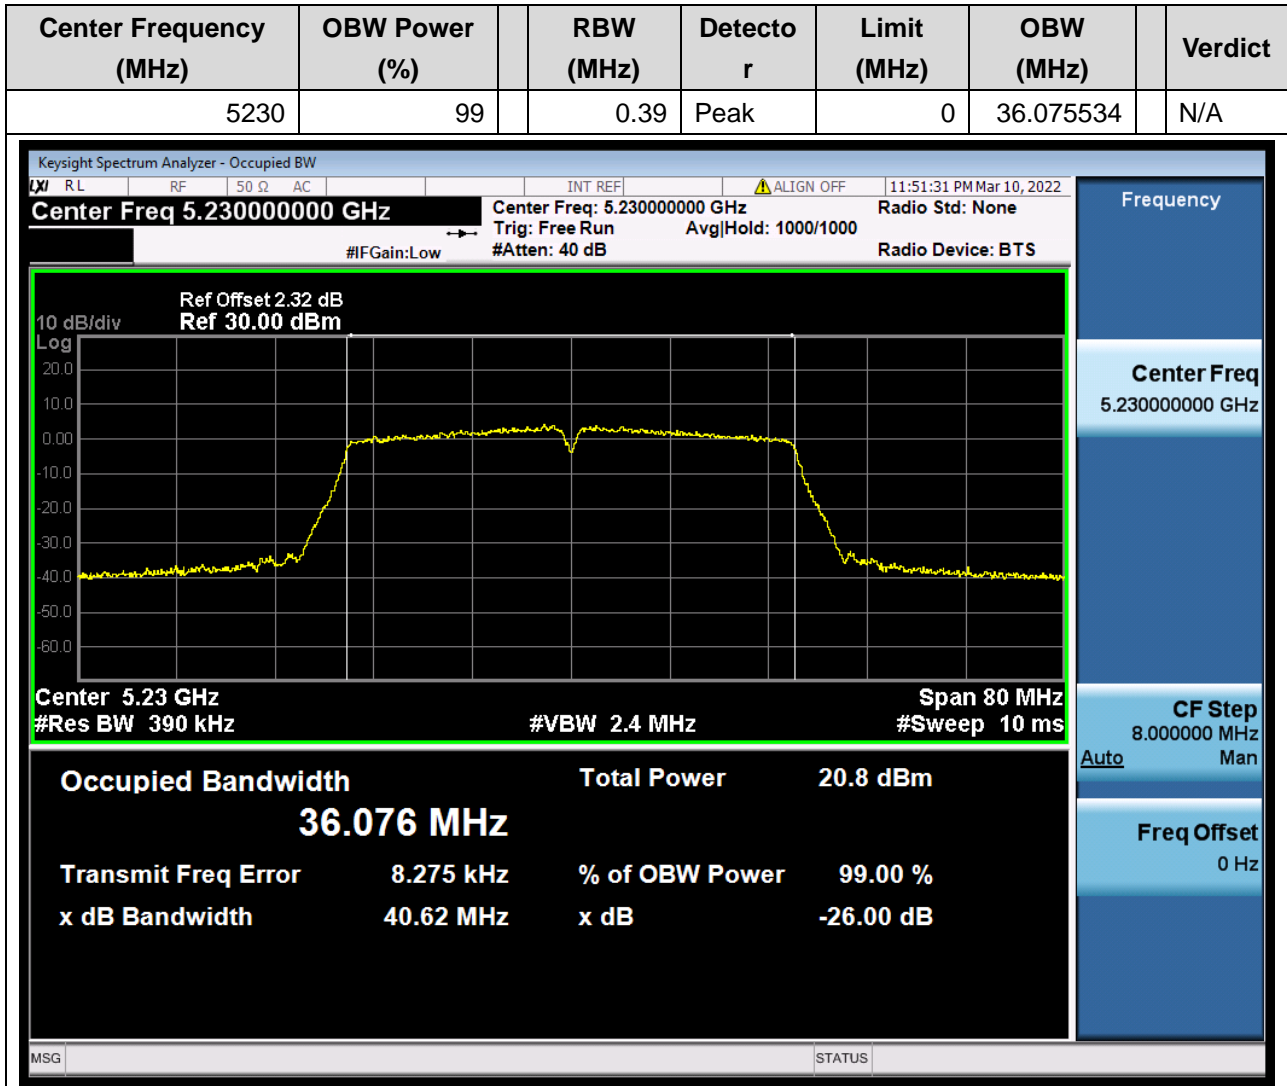 Center Frequency (MHz) OBW Power (%) RBW (MHz) Detecto r Limit (MHz) OBW (MHz) Verdict
5230 99 0.39 Peak 0 36.075534 N/A
Keysight Spectrum Analyzer - Occupied BW
LXI RL RF 50 Ω AC INT REF ALIGN OFF 11:51:31 PM Mar 10, 2022
Center Freq 5.230000000 GHz Center Freq: 5.230000000 GHz Radio Std: None
Trig: Free Run Avg|Hold: 1000/1000
#IFGain:Low #Atten: 40 dB Radio Device: BTS
Frequency
Ref Offset 2.32 dB
10 dB/div Ref 30.00 dBm
Log
20.0
10.0
0.00
-10.0
-20.0
-30.0
-40.0
-50.0
-60.0
Center 5.23 GHz Span 80 MHz
#Res BW 390 kHz #VBW 2.4 MHz #Sweep 10 ms
Center Freq
5.230000000 GHz
CF Step
8.000000 MHz
Auto Man
Freq Offset
0 Hz
Occupied Bandwidth Total Power 20.8 dBm
36.076 MHz
Transmit Freq Error 8.275 kHz % of OBW Power 99.00 %
x dB Bandwidth 40.62 MHz x dB -26.00 dB
MSG STATUS